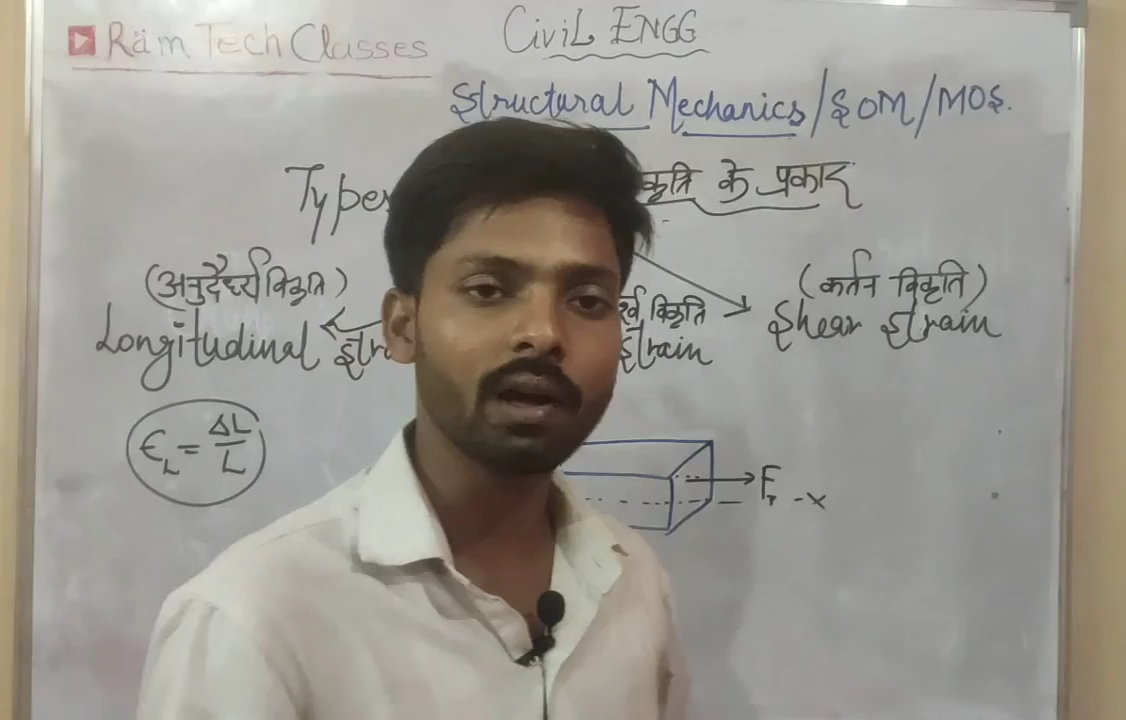 Ram Tech Classes
CiviL ENGG
Structural Mechanics/SOM/MOS.
Types के प्रकार
(अनुदैर्घ्य विकृति) विकृति (कर्तन विकृति)
Longitudinal Strain Shear Strain
ϵL = ΔL/L
F, -x